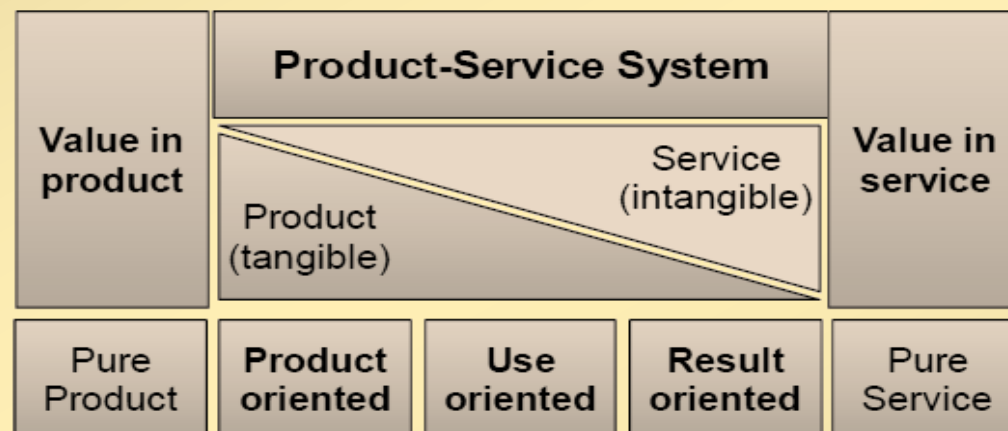 Product-Service System
Value in
product
Value in
service
Service
(intangible)
Product
(tangible)
Pure
Product
Product
oriented
Use
oriented
Result
oriented
Pure
Service